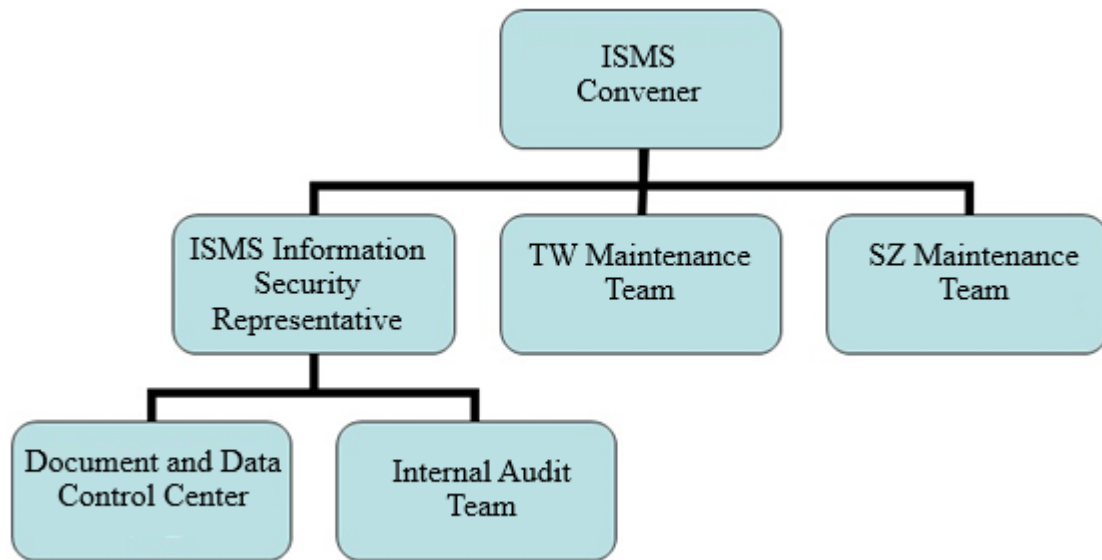 ISMS
Convener
ISMS Information
Security
Representative
TW Maintenance
Team
SZ Maintenance
Team
Document and Data
Control Center
Internal Audit
Team